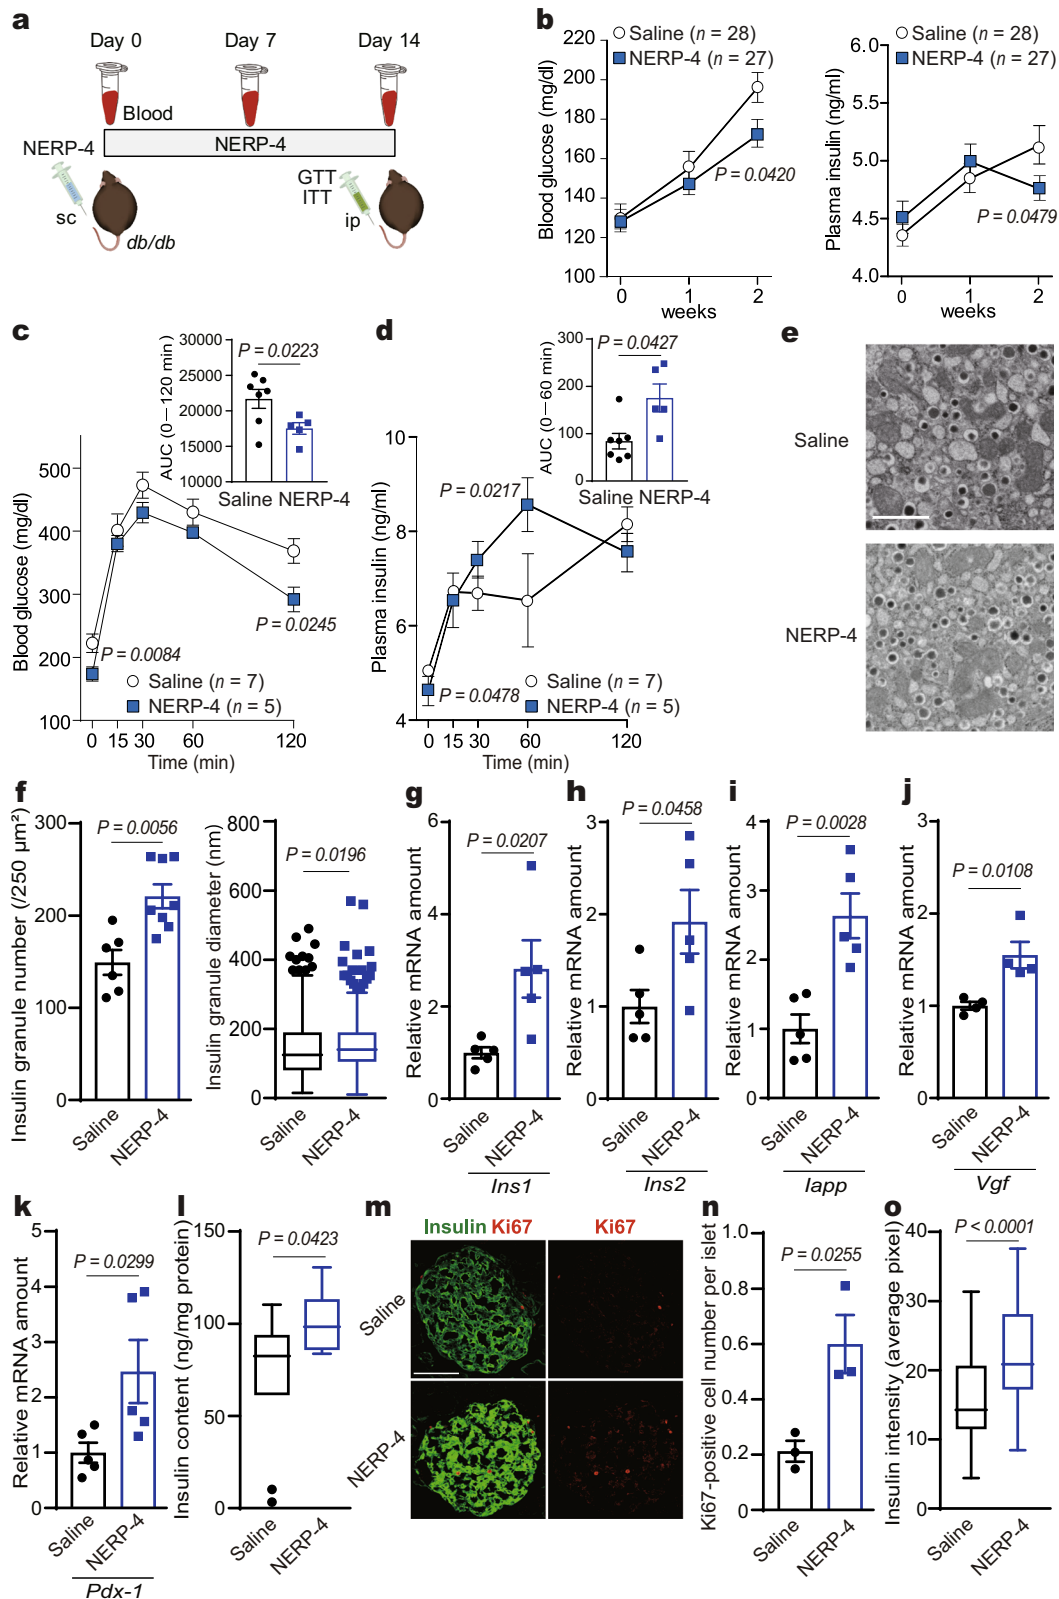 a
Day 0
Day 7
Day 14
Blood
NERP-4
NERP-4
GTT
ITT
sc
ip
db/db
b
Saline (n = 28)
NERP-4 (n = 27)
Blood glucose (mg/dl)
220
200
180
160
140
120
100
P = 0.0420
0
1
2
weeks
Saline (n = 28)
NERP-4 (n = 27)
Plasma insulin (ng/ml)
6.0
5.5
5.0
4.5
4.0
P = 0.0479
0
1
2
weeks
c
AUC (0—120 min)
30000
25000
20000
15000
10000
P = 0.0223
Saline NERP-4
Blood glucose (mg/dl)
500
400
300
200
100
P = 0.0084
P = 0.0245
Saline (n = 7)
NERP-4 (n = 5)
0
15
30
60
120
Time (min)
d
AUC (0—60 min)
300
200
100
0
P = 0.0427
Saline NERP-4
Plasma insulin (ng/ml)
10
8
6
4
P = 0.0217
P = 0.0478
Saline (n = 7)
NERP-4 (n = 5)
0
15
30
60
120
Time (min)
e
Saline
NERP-4
f
Insulin granule number (/250 µm²)
300
200
100
0
P = 0.0056
Saline
NERP-4
Insulin granule diameter (nm)
800
600
400
200
0
P = 0.0196
Saline
NERP-4
g
Relative mRNA amount
6
4
2
0
P = 0.0207
Saline
NERP-4
Ins1
h
Relative mRNA amount
3
2
1
0
P = 0.0458
Saline
NERP-4
Ins2
i
Relative mRNA amount
4
3
2
1
0
P = 0.0028
Saline
NERP-4
Iapp
j
Relative mRNA amount
3
2
1
0
P = 0.0108
Saline
NERP-4
Vgf
k
Relative mRNA amount
5
4
3
2
1
0
P = 0.0299
Saline
NERP-4
Pdx-1
l
Insulin content (ng/mg protein)
150
100
50
0
P = 0.0423
Saline
NERP-4
m
Insulin Ki67
Ki67
Saline
NERP-4
n
Ki67-positive cell number per islet
1.0
0.8
0.6
0.4
0.2
0
P = 0.0255
Saline
NERP-4
o
Insulin intensity (average pixel)
40
30
20
10
0
P < 0.0001
Saline
NERP-4